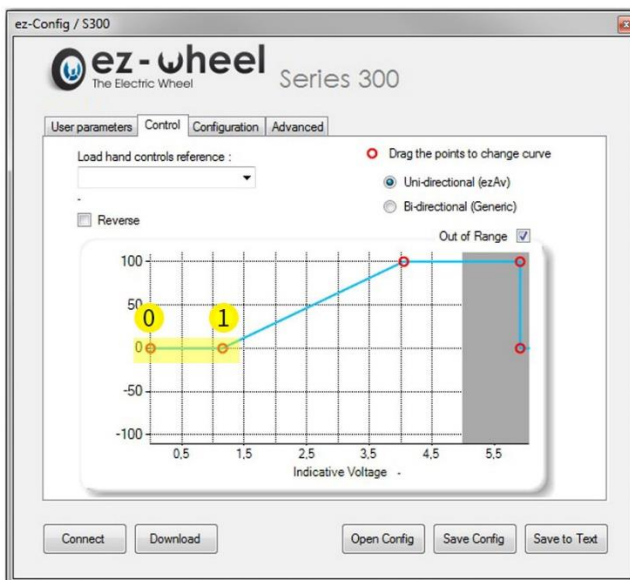 ez-Config / S300
ez-wheel
The Electric Wheel
Series 300
User parameters Control Configuration Advanced
Load hand controls reference :
Drag the points to change curve
Uni-directional (ezAv)
Bi-directional (Generic)
Reverse
Out of Range
100
50
0 1
0
-50
-100
0,5 1,5 2,5 3,5 4,5 5,5
Indicative Voltage -
Connect Download Open Config Save Config Save to Text